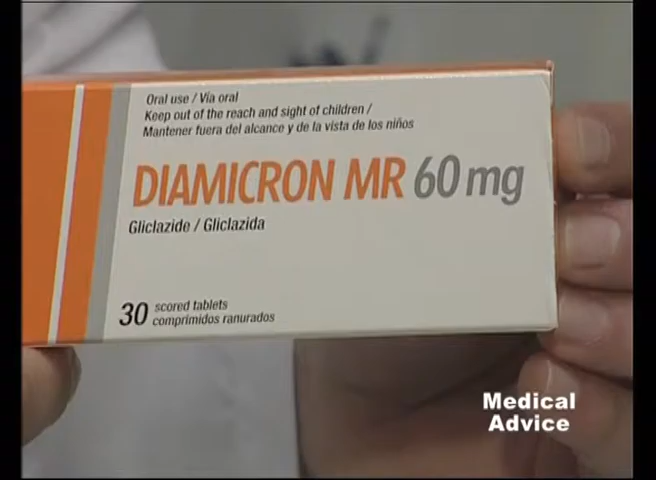 Oral use / Vía oral
Keep out of the reach and sight of children /
Mantener fuera del alcance y de la vista de los niños
DIAMICRON MR 60 mg
Gliclazide / Gliclazida
30 scored tablets
comprimidos ranurados
Medical
Advice